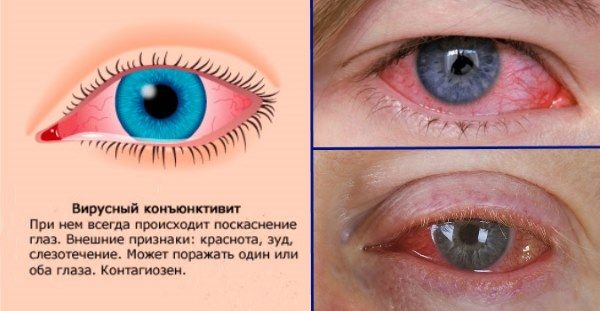 Вирусный конъюнктивит
При нем всегда происходит поскаснение
глаз. Внешние признаки: краснота, зуд,
слезотечение. Может поражать один или
оба глаза. Контагиозен.